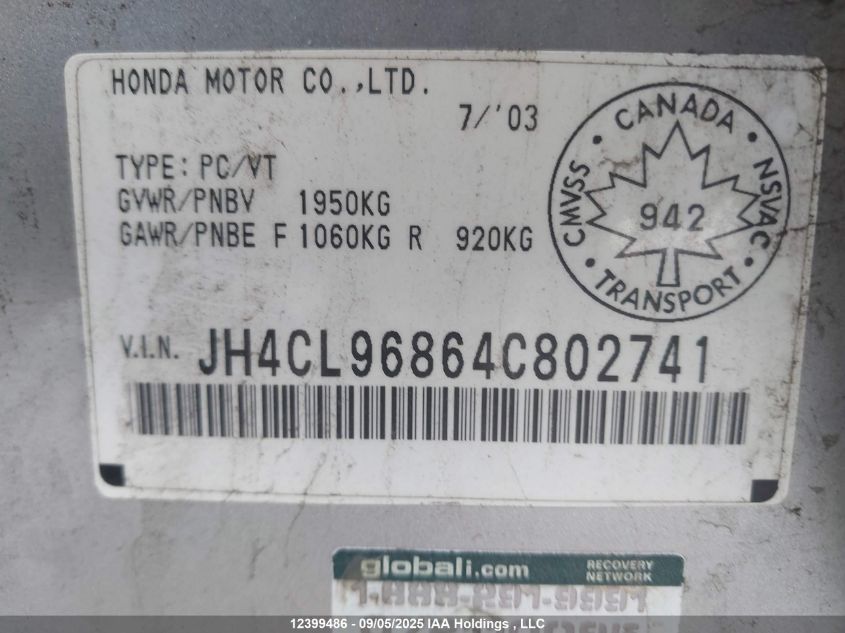 HONDA MOTOR CO.,LTD.
7/'03
TYPE: PC/VT
GVWR/PNBV 1950KG
GAWR/PNBE F 1060KG R 920KG
CANADA
CMVSS
NSVAC
942
TRANSPORT
V.I.N. JH4CL96864C802741
globali.com
RECOVERY
NETWORK
12399486 - 09/05/2025 IAA Holdings , LLC